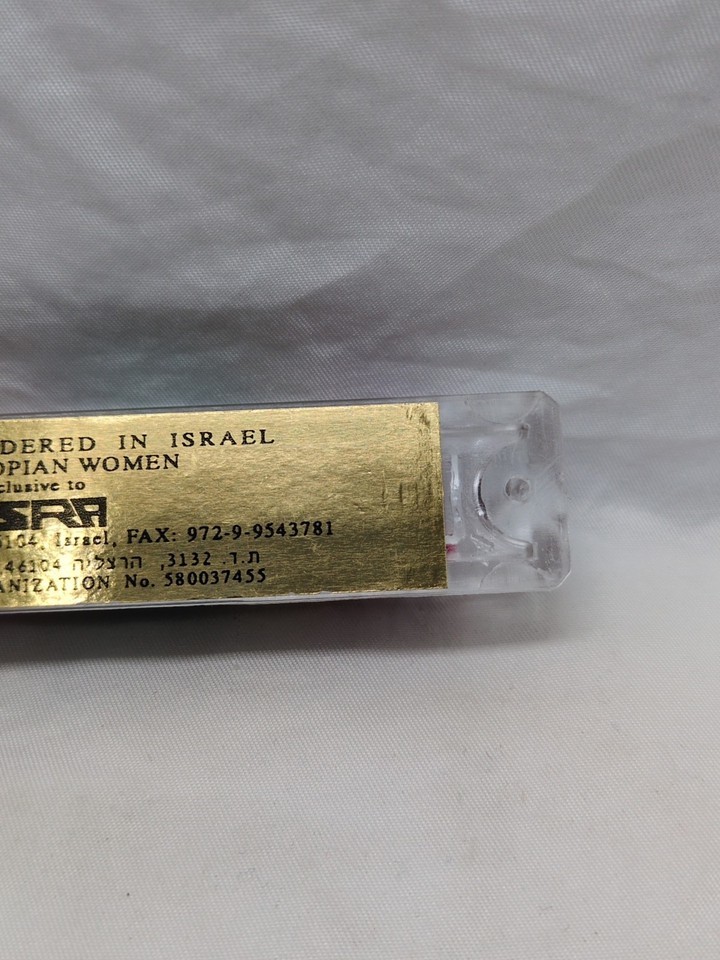 DERED IN ISRAEL
OPIAN WOMEN
clusive to
SRA
5104, Israel, FAX: 972-9-9543781
ת.ד. 3132, הרצליה 46104
ANIZATION No. 580037455